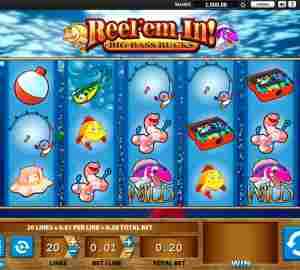 Reel'em In!
BIG BASS BUCKS
WILD WILD
20 LINES × 0.01 PER LINE = 0.20 TOTAL BET
20 0.01 0.20
LINES BET / LINE TOTAL BET
WIN